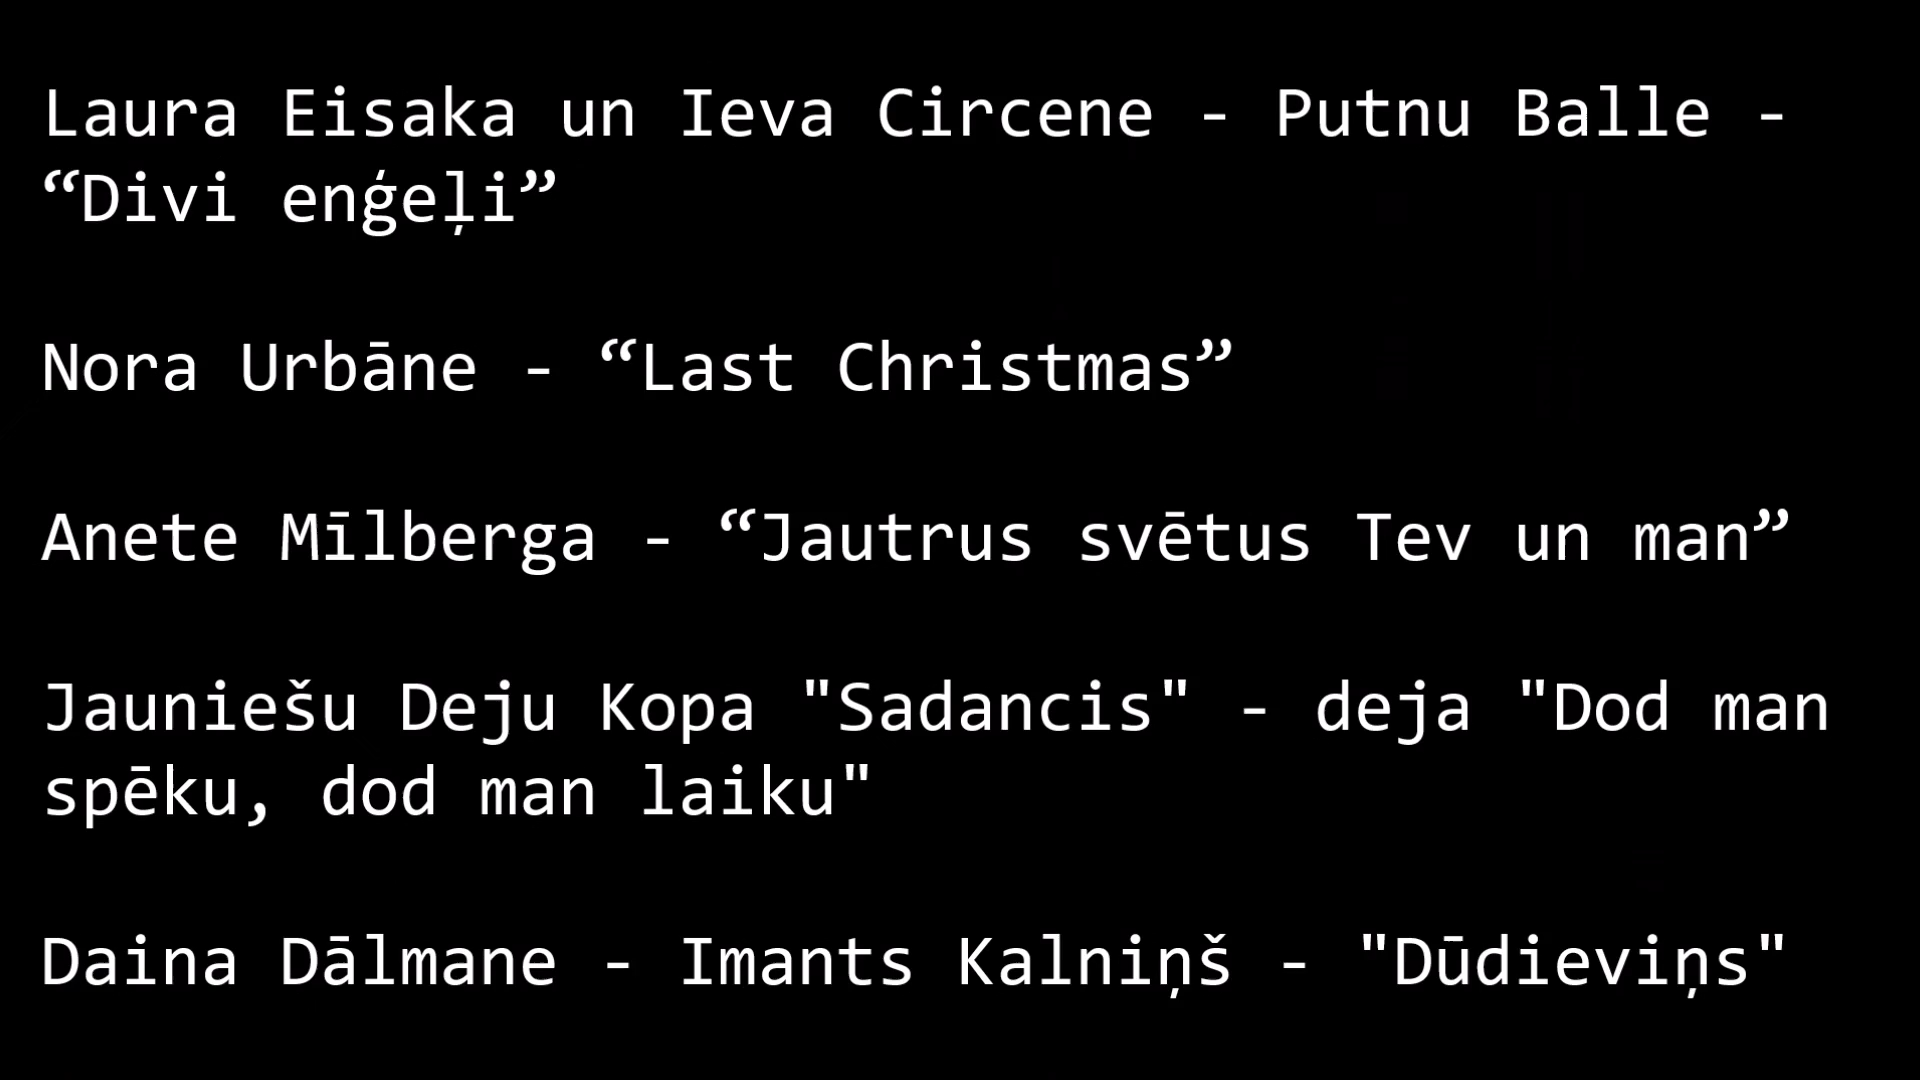 Laura Eisaka un Ieva Circene - Putnu Balle -
“Divi enģeļi”
Nora Urbāne - “Last Christmas”
Anete Mīlberga - “Jautrus svētus Tev un man”
Jauniešu Deju Kopa "Sadancis" - deja "Dod man
spēku, dod man laiku"
Daina Dālmane - Imants Kalniņš - "Dūdieviņs"